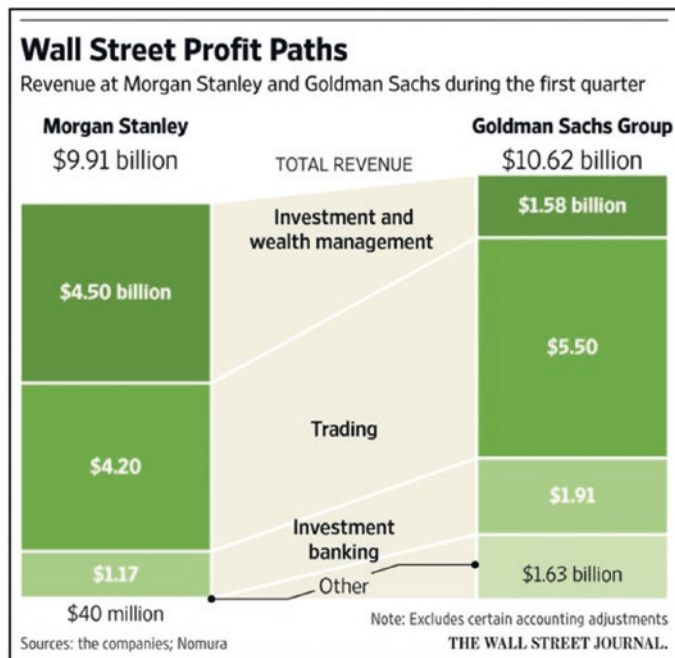 Wall Street Profit Paths
Revenue at Morgan Stanley and Goldman Sachs during the first quarter
Morgan Stanley
$9.91 billion
TOTAL REVENUE
Goldman Sachs Group
$10.62 billion
Investment and
wealth management
$4.50 billion
$1.58 billion
Trading
$4.20
$5.50
Investment
banking
$1.17
$1.91
Other
$40 million
$1.63 billion
Note: Excludes certain accounting adjustments
Sources: the companies; Nomura
THE WALL STREET JOURNAL.